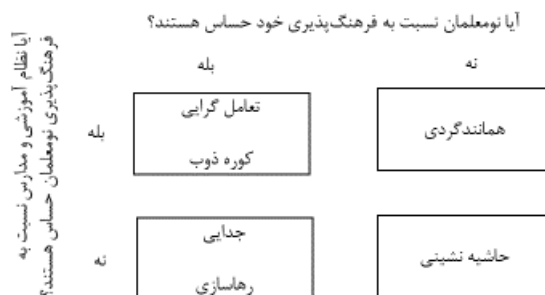 آیا نومعلمان نسبت به فرهنگ‌پذیری خود حساس هستند؟
نه
بله
آیا نظام آموزشی و مدارس نسبت به
فرهنگ‌پذیری نومعلمان حساس هستند؟
بله
همانندگردی
تعامل گرایی
کوره ذوب
نه
حاشیه نشینی
جدایی
رهاسازی